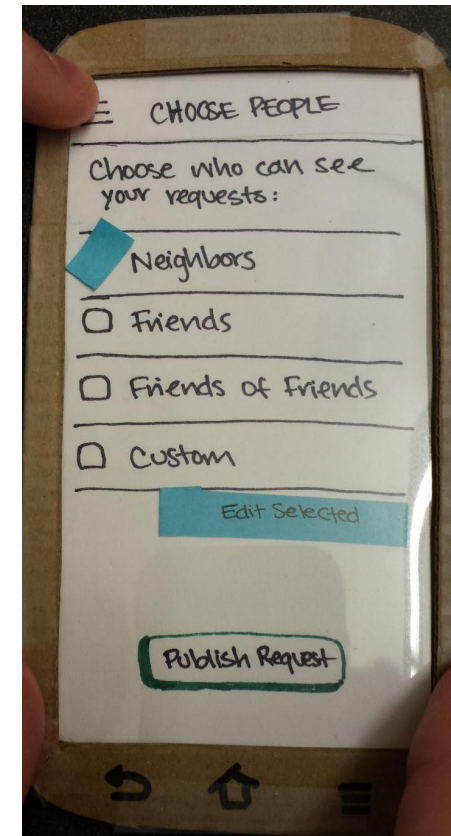 CHOOSE PEOPLE
Choose who can see
your requests:
Neighbors
Friends
Friends of Friends
Custom
Edit Selected
Publish Request